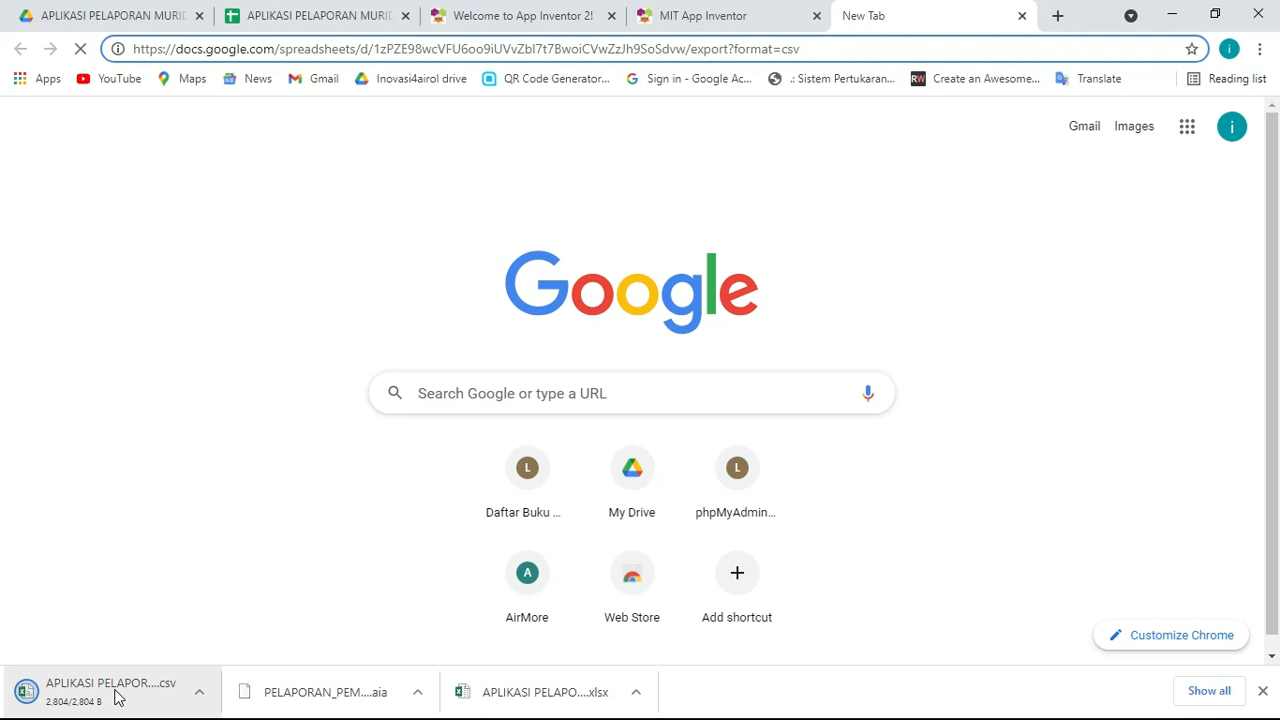 APLIKASI PELAPORAN MURID
APLIKASI PELAPORAN MURID
Welcome to App Inventor 2!
MIT App Inventor
New Tab
https://docs.google.com/spreadsheets/d/1zPZE98wcVFU6oo9iUVvZbI7t7BwoiCVwZzJh9SoSdvw/export?format=csv
i
Apps
YouTube
Maps
News
Gmail
Inovasi4airol drive
QR Code Generator...
Sign in - Google Ac...
.: Sistem Pertukaran...
RW
Create an Awesome...
Translate
Reading list
Gmail
Images
i
Google
Search Google or type a URL
L
L
Daftar Buku ...
My Drive
phpMyAdmin...
A
AirMore
Web Store
Add shortcut
Customize Chrome
APLIKASI PELAPOR....csv
2,804/2,804 B
PELAPORAN_PEM....aia
APLIKASI PELAPO....xlsx
Show all